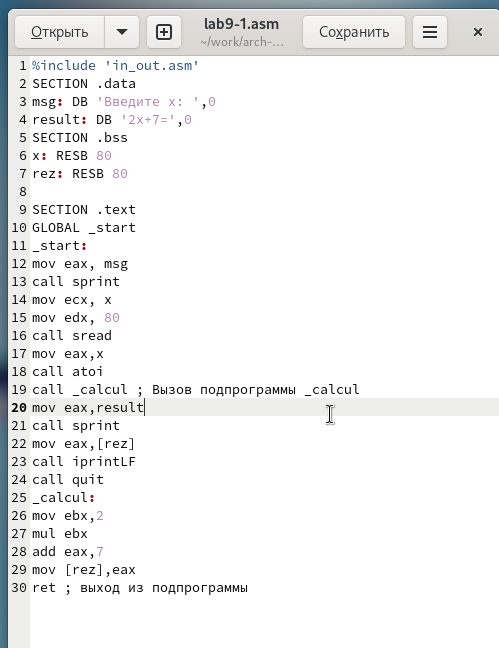 Открыть
lab9-1.asm
~/work/arch-...
Сохранить
1 %include 'in_out.asm'
2 SECTION .data
3 msg: DB 'Введите x: ',0
4 result: DB '2x+7=',0
5 SECTION .bss
6 x: RESB 80
7 rez: RESB 80
8
9 SECTION .text
10 GLOBAL _start
11 _start:
12 mov eax, msg
13 call sprint
14 mov ecx, x
15 mov edx, 80
16 call sread
17 mov eax,x
18 call atoi
19 call _calcul ; Вызов подпрограммы _calcul
20 mov eax,result
21 call sprint
22 mov eax,[rez]
23 call iprintLF
24 call quit
25 _calcul:
26 mov ebx,2
27 mul ebx
28 add eax,7
29 mov [rez],eax
30 ret ; выход из подпрограммы